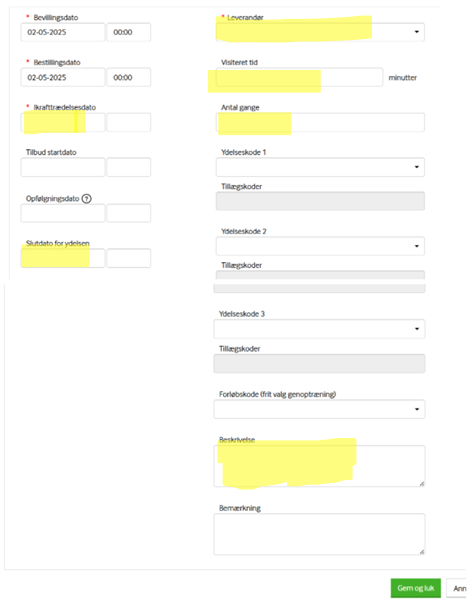 * Bevillingsdato
02-05-2025 00:00
* Bestillingsdato
02-05-2025 00:00
* Ikrafttrædelsesdato
Tilbud startdato
Opfølgningsdato ?
Slutdato for ydelsen
* Leverandør
Visiteret tid
minutter
Antal gange
Ydelseskode 1
Tillægskoder
Ydelseskode 2
Tillægskoder
Ydelseskode 3
Tillægskoder
Forløbskode (frit valg genoptræning)
Beskrivelse
Bemærkning
Gem og luk Ann